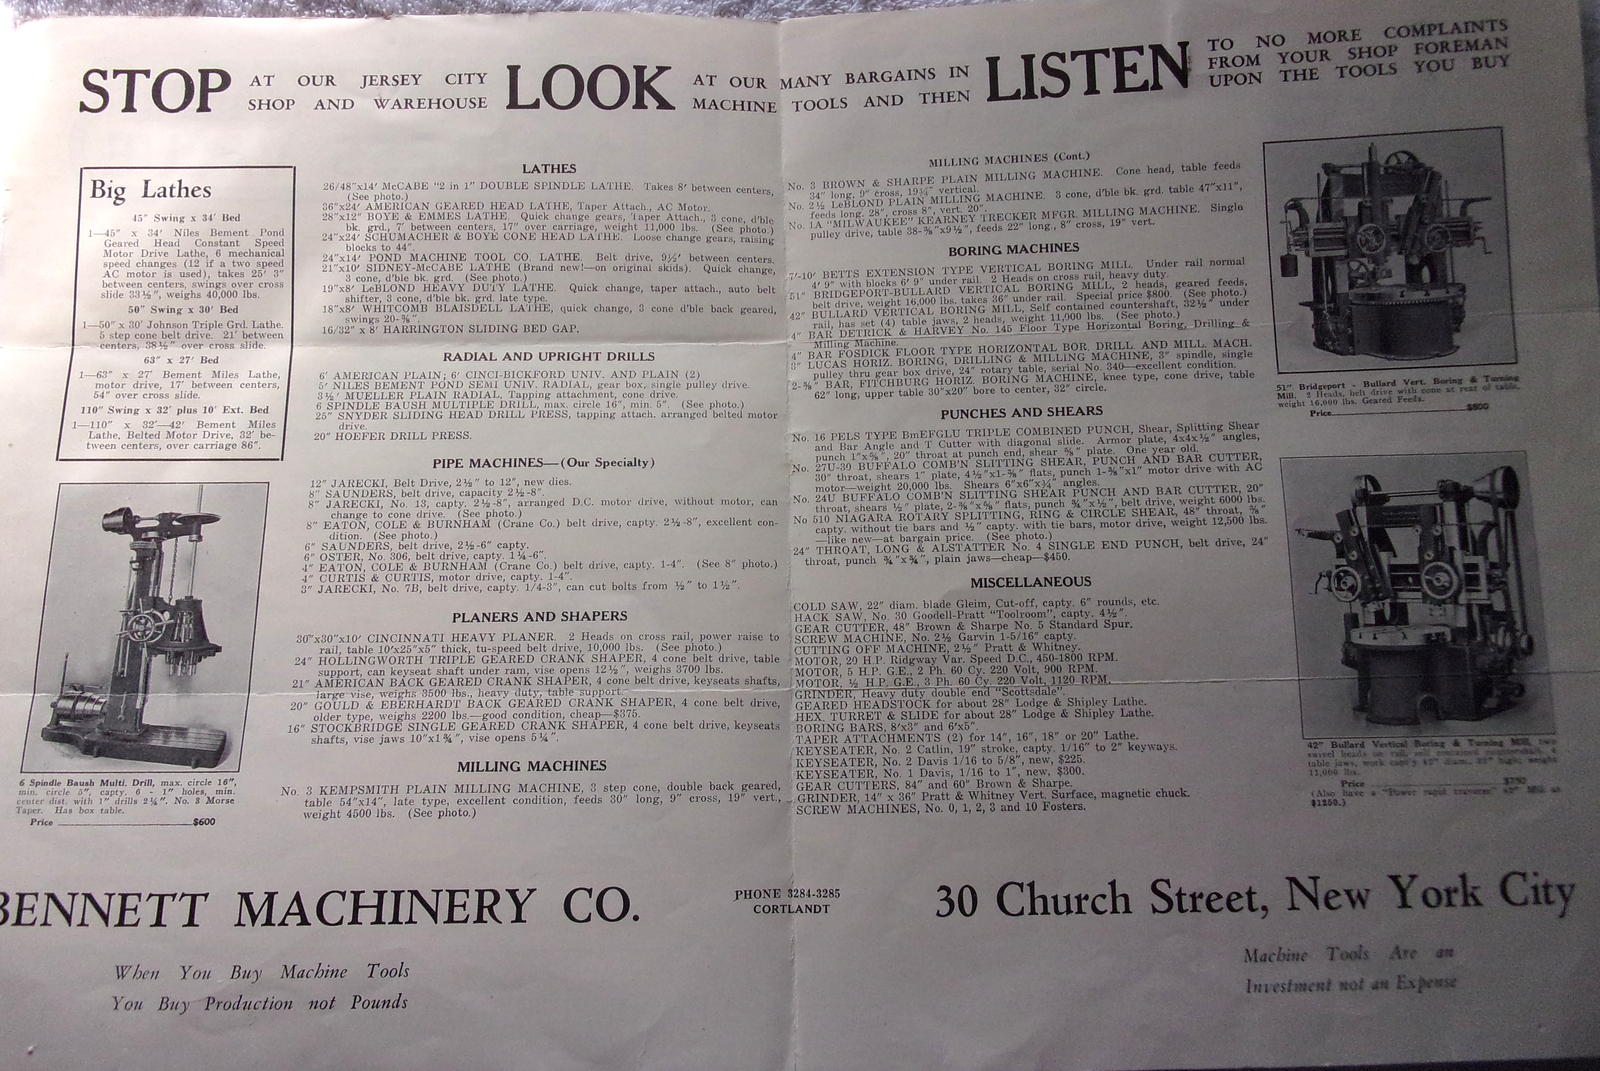 STOP AT OUR JERSEY CITY SHOP AND WAREHOUSE LOOK AT OUR MANY BARGAINS IN MACHINE TOOLS AND THEN LISTEN TO NO MORE COMPLAINTS FROM YOUR SHOP FOREMAN UPON THE TOOLS YOU BUY
Big Lathes
45" Swing x 34' Bed
1—45" x 34' Niles Bement Pond
Geared Head Constant Speed
Motor Drive Lathe, 6 mechanical
speed changes (12 if a two speed
AC motor is used), takes 25' 3"
between centers, swings over cross
slide 33½", weighs 40,000 lbs.
50" Swing x 30' Bed
1—50" x 30' Johnson Triple Grd. Lathe.
5 step cone belt drive. 21' between
centers, 38½" over cross slide.
63" x 27' Bed
1—63" x 27' Bement Miles Lathe,
motor drive, 17' between centers,
54" over cross slide.
110" Swing x 32' plus 10' Ext. Bed
1—110" x 32'—42' Bement Miles
Lathe, Belted Motor Drive, 32' be-
tween centers, over carriage 86".
6 Spindle Baush Multi. Drill, max. circle 16",
min. circle 5", capty. 6 - 1" holes, min.
center dist. with 1" drills 2¼". No. 3 Morse
Taper. Has box table.
Price $600
LATHES
26/48"x14' McCABE "2 in 1" DOUBLE SPINDLE LATHE. Takes 8' between centers,
(See photo.)
36"x24' AMERICAN GEARED HEAD LATHE, Taper Attach., AC Motor.
28"x12" BOYE & EMMES LATHE. Quick change gears, Taper Attach., 3 cone, d'ble
bk. grd., 7' between centers, 17" over carriage, weight 11,000 lbs. (See photo.)
24"x24' SCHUMACHER & BOYE CONE HEAD LATHE. Loose change gears, raising
blocks to 44".
24"x14' POND MACHINE TOOL CO. LATHE. Belt drive, 9½' between centers.
21"x10' SIDNEY-McCABE LATHE (Brand new!—on original skids). Quick change,
3 cone, d'ble bk. grd. (See photo.)
19"x8' LeBLOND HEAVY DUTY LATHE. Quick change, taper attach., auto belt
shifter, 3 cone, d'ble bk. grd. late type.
18"x8' WHITCOMB BLAISDELL LATHE, quick change, 3 cone d'ble back geared,
swings 20-⅝".
16/32" x 8' HARRINGTON SLIDING BED GAP.
RADIAL AND UPRIGHT DRILLS
6' AMERICAN PLAIN; 6' CINCI-BICKFORD UNIV. AND PLAIN (2)
5' NILES BEMENT POND SEMI UNIV. RADIAL, gear box, single pulley drive.
3½' MUELLER PLAIN RADIAL, Tapping attachment, cone drive.
6 SPINDLE BAUSH MULTIPLE DRILL, max. circle 16", min. 5". (See photo.)
25" SNYDER SLIDING HEAD DRILL PRESS, tapping attach. arranged belted motor
drive.
20" HOEFER DRILL PRESS.
PIPE MACHINES—(Our Specialty)
12" JARECKI, Belt Drive, 2½" to 12", new dies.
8" SAUNDERS, belt drive, capacity 2½-8".
8" JARECKI, No. 13, capty. 2½-8", arranged D.C. motor drive, without motor, can
change to cone drive. (See photo.)
8" EATON, COLE & BURNHAM (Crane Co.) belt drive, capty. 2½-8", excellent con-
dition. (See photo.)
6" SAUNDERS, belt drive, 2½-6" capty.
6" OSTER, No. 306, belt drive, capty. 1¼-6".
4" EATON, COLE & BURNHAM (Crane Co.) belt drive, capty. 1-4". (See 8" photo.)
4" CURTIS & CURTIS, motor drive, capty. 1-4".
3" JARECKI, No. 7B, belt drive, capty. 1/4-3", can cut bolts from ½" to 1½".
PLANERS AND SHAPERS
30"x30"x10' CINCINNATI HEAVY PLANER. 2 Heads on cross rail, power raise to
rail, table 10'x25"x5" thick, tu-speed belt drive, 10,000 lbs. (See photo.)
24" HOLLINGWORTH TRIPLE GEARED CRANK SHAPER, 4 cone belt drive, table
support, can keyseat shaft under ram, vise opens 12½", weighs 3700 lbs.
21" AMERICAN BACK GEARED CRANK SHAPER, 4 cone belt drive, keyseats shafts,
large vise, weighs 3500 lbs., heavy duty, table support.
20" GOULD & EBERHARDT BACK GEARED CRANK SHAPER, 4 cone belt drive,
older type, weighs 2200 lbs.—good condition, cheap—$375.
16" STOCKBRIDGE SINGLE GEARED CRANK SHAPER, 4 cone belt drive, keyseats
shafts, vise jaws 10"x1¾", vise opens 5¼".
MILLING MACHINES
No. 3 KEMPSMITH PLAIN MILLING MACHINE, 3 step cone, double back geared,
table 54"x14", late type, excellent condition, feeds 30" long, 9" cross, 19" vert.,
weight 4500 lbs. (See photo.)
MILLING MACHINES (Cont.)
No. 3 BROWN & SHARPE PLAIN MILLING MACHINE. Cone head, table feeds
34" long, 9" cross, 19¼" vertical.
No. 2½ LeBLOND PLAIN MILLING MACHINE. 3 cone, d'ble bk. grd. table 47"x11",
feeds long. 28", cross 8", vert. 20".
No. 1A "MILWAUKEE" KEARNEY TRECKER MFGR. MILLING MACHINE. Single
pulley drive, table 38-⅝"x9½", feeds 22" long, 8" cross, 19" vert.
BORING MACHINES
7'-10' BETTS EXTENSION TYPE VERTICAL BORING MILL. Under rail normal
4' 9" with blocks 6' 9" under rail. 2 Heads on cross rail, heavy duty.
51" BRIDGEPORT-BULLARD VERTICAL BORING MILL, 2 heads, geared feeds,
belt drive, weight 16,000 lbs. takes 36" under rail. Special price $800. (See photo.)
42" BULLARD VERTICAL BORING MILL, Self contained countershaft, 32½" under
rail, has set (4) table jaws, 2 heads, weight 11,900 lbs. (See photo.)
4" BAR DETRICK & HARVEY No. 145 Floor Type Horizontal Boring, Drilling &
Milling Machine.
4" BAR FOSDICK FLOOR TYPE HORIZONTAL BOR. DRILL AND MILL. MACH.
3" LUCAS HORIZ. BORING, DRILLING & MILLING MACHINE, 3" spindle, single
pulley thru gear box drive, 24" rotary table, serial No. 340—excellent condition.
2-⅝" BAR, FITCHBURG HORIZ. BORING MACHINE, knee type, cone drive, table
62" long, upper table 30"x20" bore to center, 32" circle.
PUNCHES AND SHEARS
No. 16 PELS TYPE BmEFGLU TRIPLE COMBINED PUNCH, Shear, Splitting Shear
and Bar Angle and T Cutter with diagonal slide. Armor plate, 4x4x½" angles,
punch 1"x⅝", 20" throat at punch end, shear ⅝" plate. One year old.
No. 27U-30 BUFFALO COMB'N SLITTING SHEAR, PUNCH AND BAR CUTTER,
30" throat, shears 1" plate, 4½"x1-⅜" flats, punch 1-⅝"x1" motor drive with AC
motor—weight 20,000 lbs. Shears 6"x6"x¾" angles.
No. 24U BUFFALO COMB'N SLITTING SHEAR PUNCH AND BAR CUTTER, 20"
throat, shears ½" plate, 2-⅜"x⅝" flats, punch ¾"x½", belt drive, weight 6000 lbs.
No 510 NIAGARA ROTARY SPLITTING, RING & CIRCLE SHEAR, 48" throat, ⅝"
capty. without tie bars and ½" capty. with tie bars, motor drive, weight 12,500 lbs.
—like new—at bargain price. (See photo.)
24" THROAT, LONG & ALSTATTER No. 4 SINGLE END PUNCH, belt drive, 24"
throat, punch ¾"x¾", plain jaws—cheap—$450.
MISCELLANEOUS
COLD SAW, 22" diam. blade Gleim, Cut-off, capty. 6" rounds, etc.
HACK SAW, No. 30 Goodell-Pratt "Toolroom", capty. 4½".
GEAR CUTTER, 48" Brown & Sharpe No. 5 Standard Spur.
SCREW MACHINE, No. 2½ Garvin 1-5/16" capty.
CUTTING OFF MACHINE, 2½" Pratt & Whitney.
MOTOR, 29 H.P. Ridgway Var. Speed D.C., 450-1800 RPM.
MOTOR, 5 H.P. G.E., 2 Ph. 60 Cy. 220 Volt, 900 RPM.
MOTOR, ½ H.P. G.E., 3 Ph. 60 Cy. 220 Volt, 1120 RPM.
GRINDER, Heavy duty double end "Scottsdale".
GEARED HEADSTOCK for about 28" Lodge & Shipley Lathe.
HEX. TURRET & SLIDE for about 28" Lodge & Shipley Lathe.
BORING BARS, 8'x3" and 6'x5".
TAPER ATTACHMENTS (2) for 14", 16", 18" or 20" Lathe.
KEYSEATER, No. 2 Catlin, 19" stroke, capty. 1/16" to 2" keyways.
KEYSEATER, No. 2 Davis 1/16 to 5/8", new, $225.
KEYSEATER, No. 1 Davis, 1/16 to 1", new, $300.
GEAR CUTTERS, 84" and 60" Brown & Sharpe.
GRINDER, 14" x 36" Pratt & Whitney Vert. Surface, magnetic chuck.
SCREW MACHINES, No. 0, 1, 2, 3 and 10 Fosters.
51" Bridgeport - Bullard Vert. Boring & Turning
Mill. 2 Heads, belt drive with cone at rear of table,
weight 16,000 lbs. Geared Feeds.
Price $800
42" Bullard Vertical Boring & Turning Mill, two
swivel heads on rail, self contained countershaft, 4
table jaws, work capty 42" diam. high; weight
11,000 lbs.
Price $750
(Also have a "Power rapid traverse" 42" Mill at
$1250.)
BENNETT MACHINERY CO.
PHONE 3284-3285
CORTLANDT
30 Church Street, New York City
When You Buy Machine Tools
You Buy Production not Pounds
Machine Tools Are an
Investment not an Expense